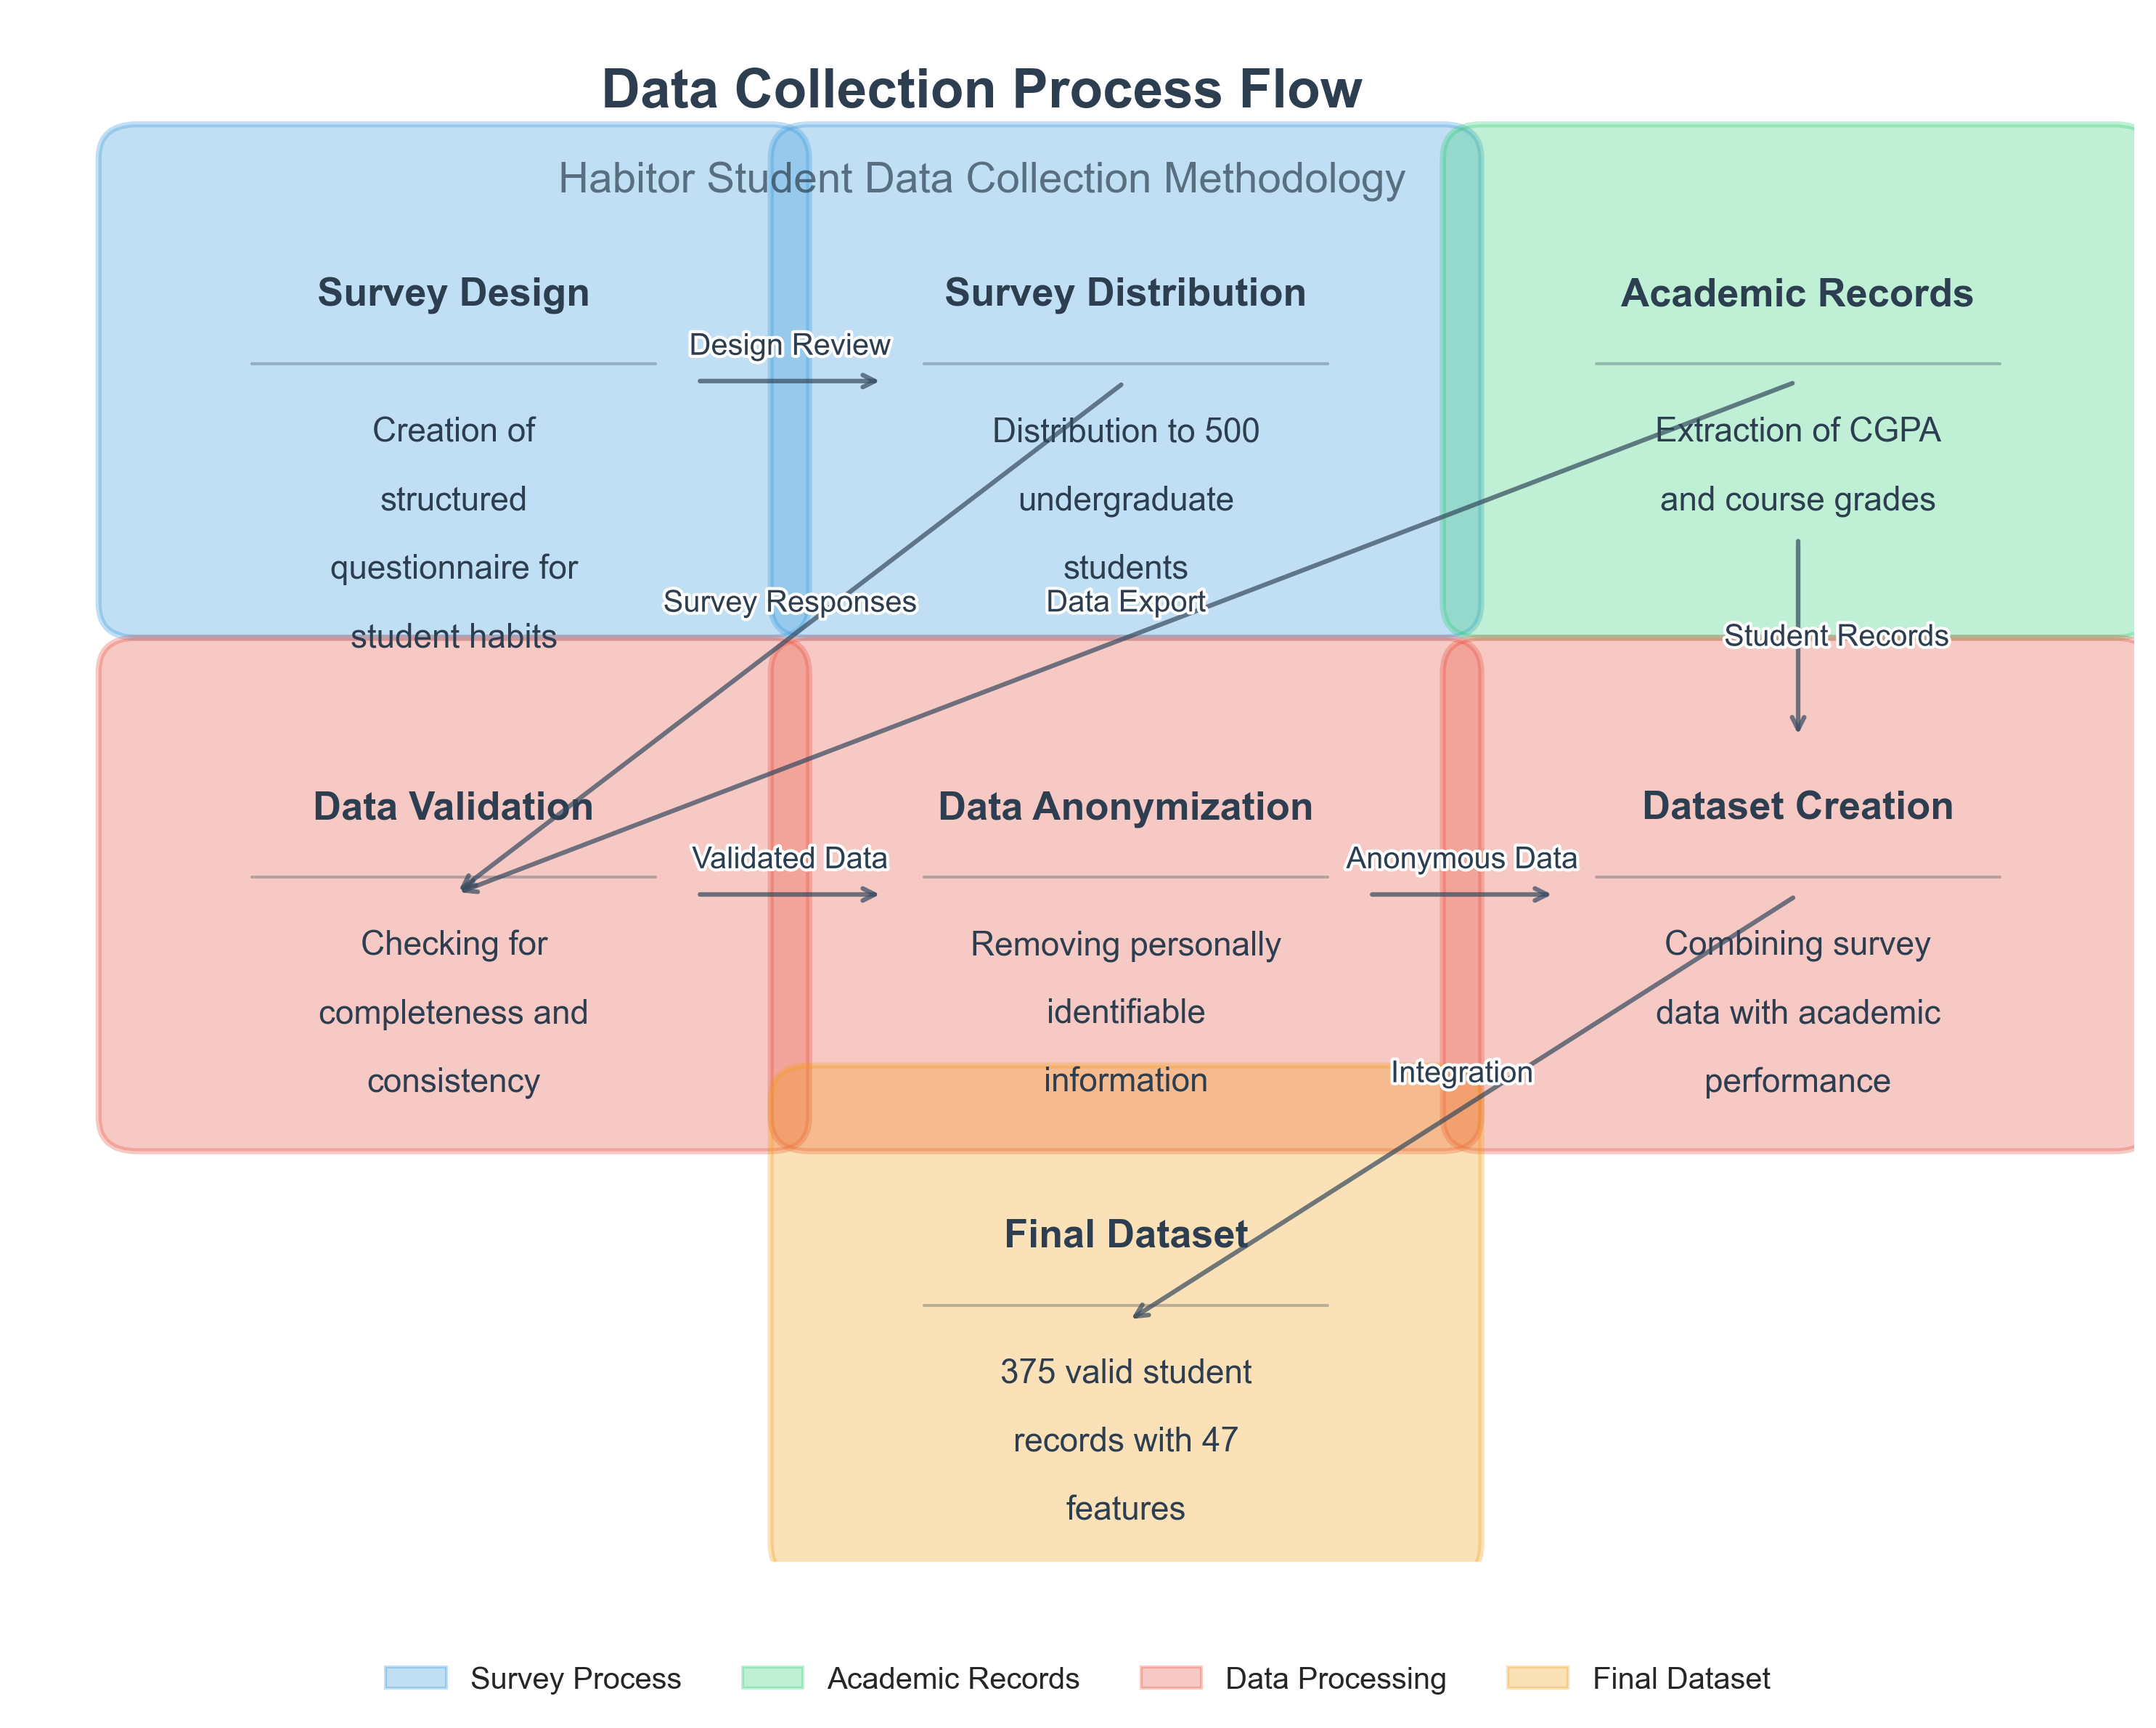 Data Collection Process Flow
Habitor Student Data Collection Methodology
Survey Design
Creation of
structured
questionnaire for
student habits
Design Review
Survey Distribution
Distribution to 500
undergraduate
students
Academic Records
Extraction of CGPA
and course grades
Survey Responses
Data Export
Student Records
Data Validation
Checking for
completeness and
consistency
Validated Data
Data Anonymization
Removing personally
identifiable
information
Anonymous Data
Dataset Creation
Combining survey
data with academic
performance
Integration
Final Dataset
375 valid student
records with 47
features
Survey Process
Academic Records
Data Processing
Final Dataset